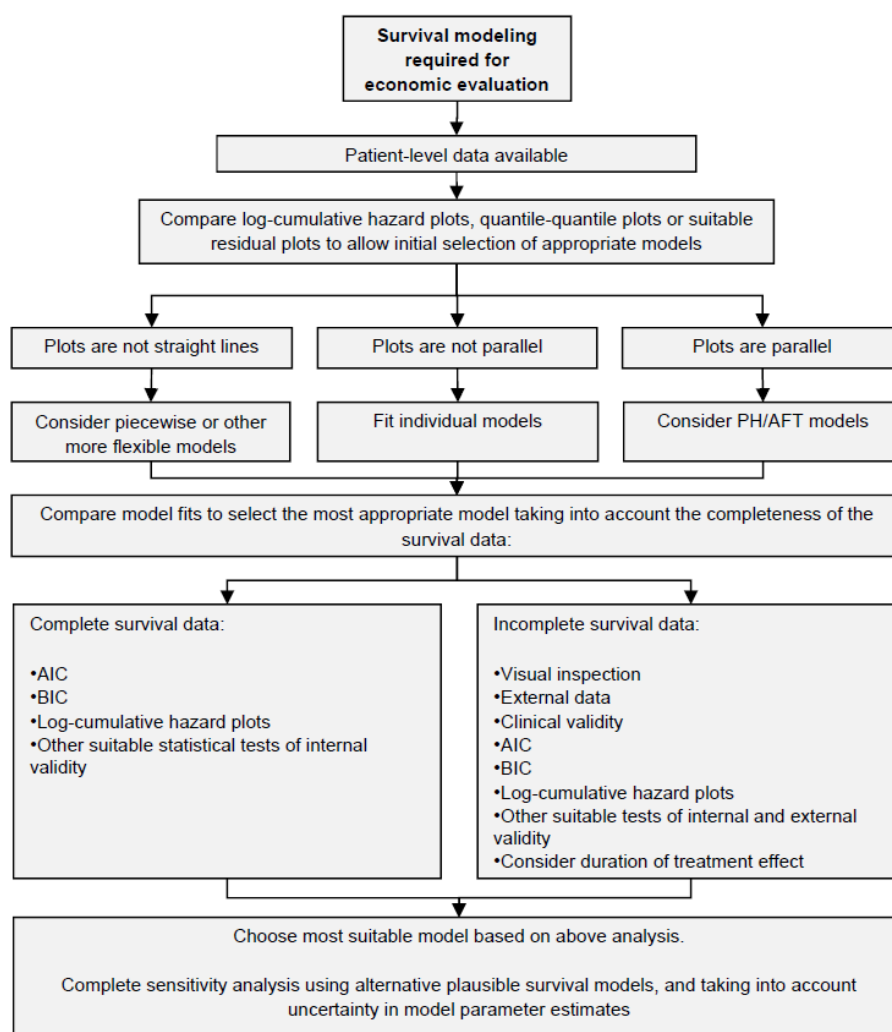 Survival modeling
required for
economic evaluation
Patient-level data available
Compare log-cumulative hazard plots, quantile-quantile plots or suitable
residual plots to allow initial selection of appropriate models
Plots are not straight lines
Plots are not parallel
Plots are parallel
Consider piecewise or other
more flexible models
Fit individual models
Consider PH/AFT models
Compare model fits to select the most appropriate model taking into account the completeness of the
survival data:
Complete survival data:
•AIC
•BIC
•Log-cumulative hazard plots
•Other suitable statistical tests of internal
validity
Incomplete survival data:
•Visual inspection
•External data
•Clinical validity
•AIC
•BIC
•Log-cumulative hazard plots
•Other suitable tests of internal and external
validity
•Consider duration of treatment effect
Choose most suitable model based on above analysis.
Complete sensitivity analysis using alternative plausible survival models, and taking into account
uncertainty in model parameter estimates